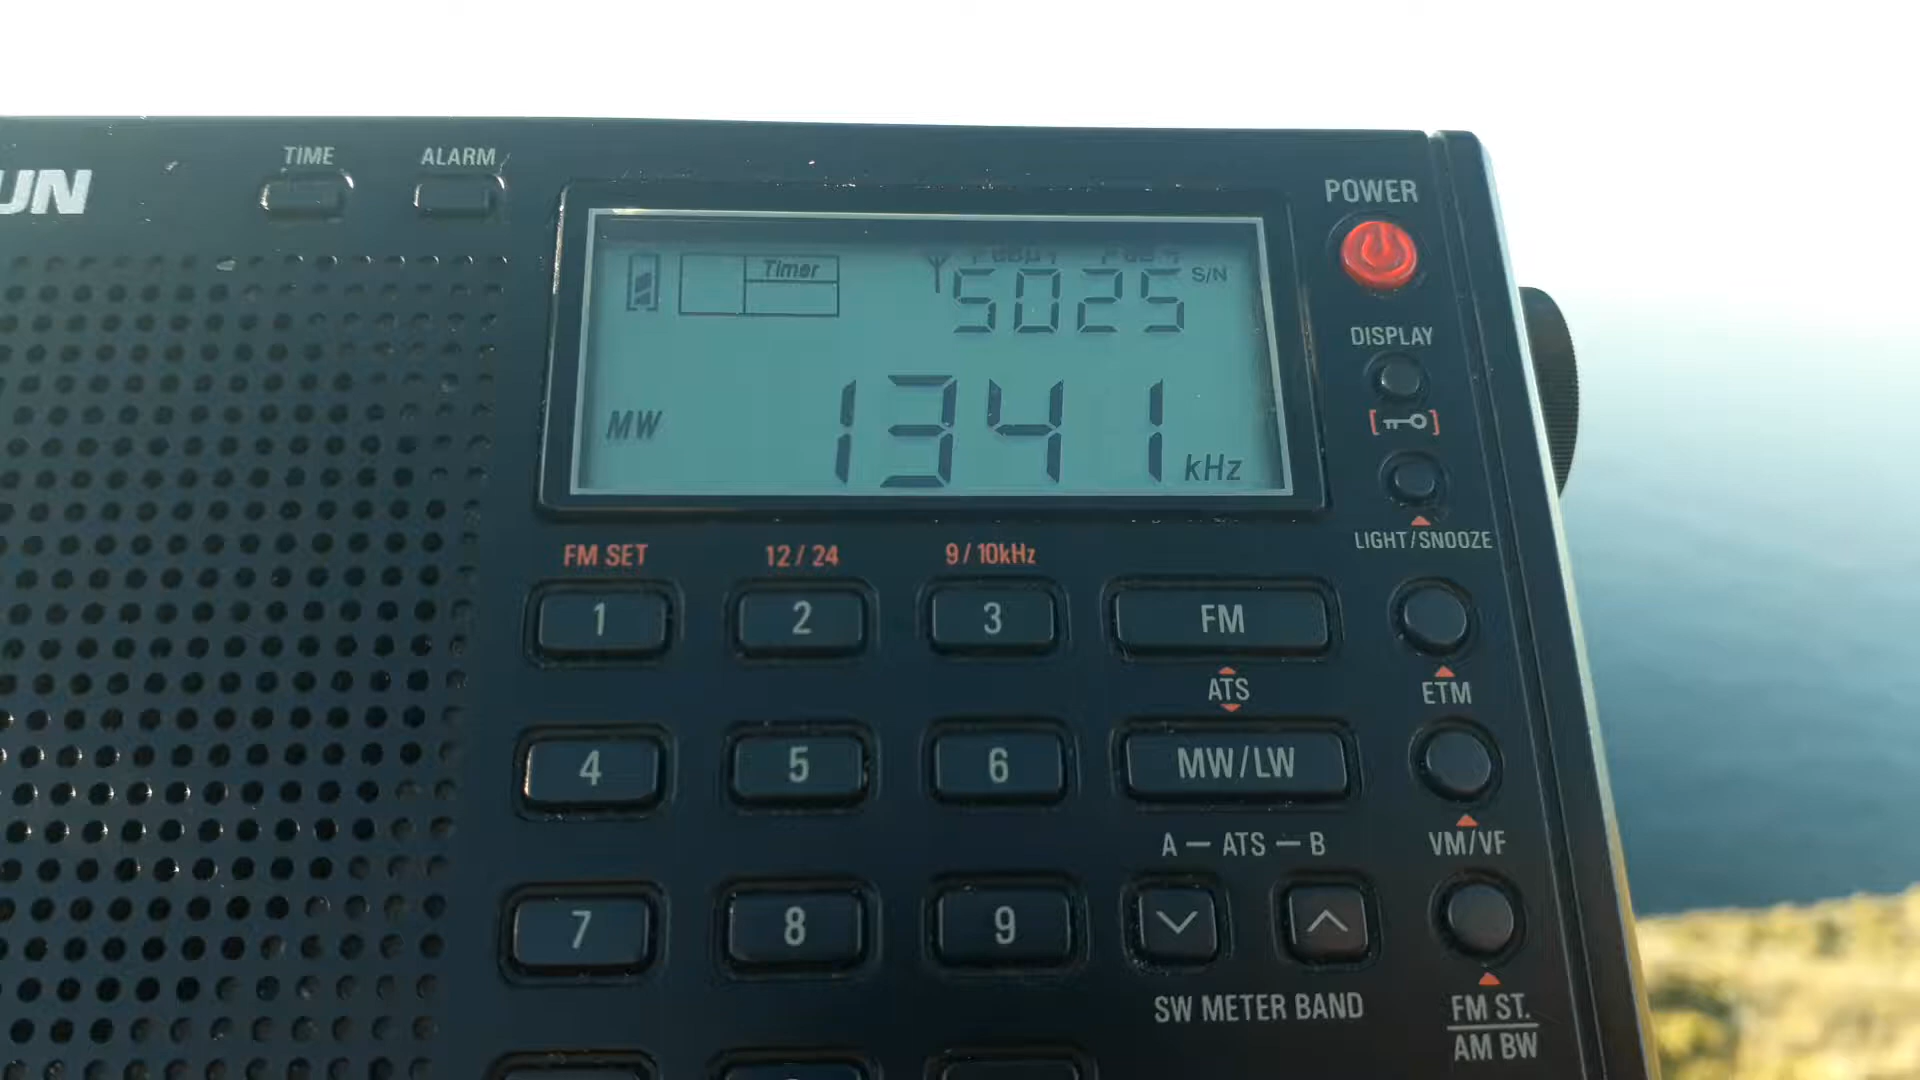 UN
TIME
ALARM
POWER
Timer
5025
S/N
DISPLAY
MW
1341
kHz
LIGHT/SNOOZE
FM SET
12/24
9/10kHz
1
2
3
FM
ATS
ETM
4
5
6
MW/LW
A — ATS — B
VM/VF
7
8
9
SW METER BAND
FM ST.
AM BW